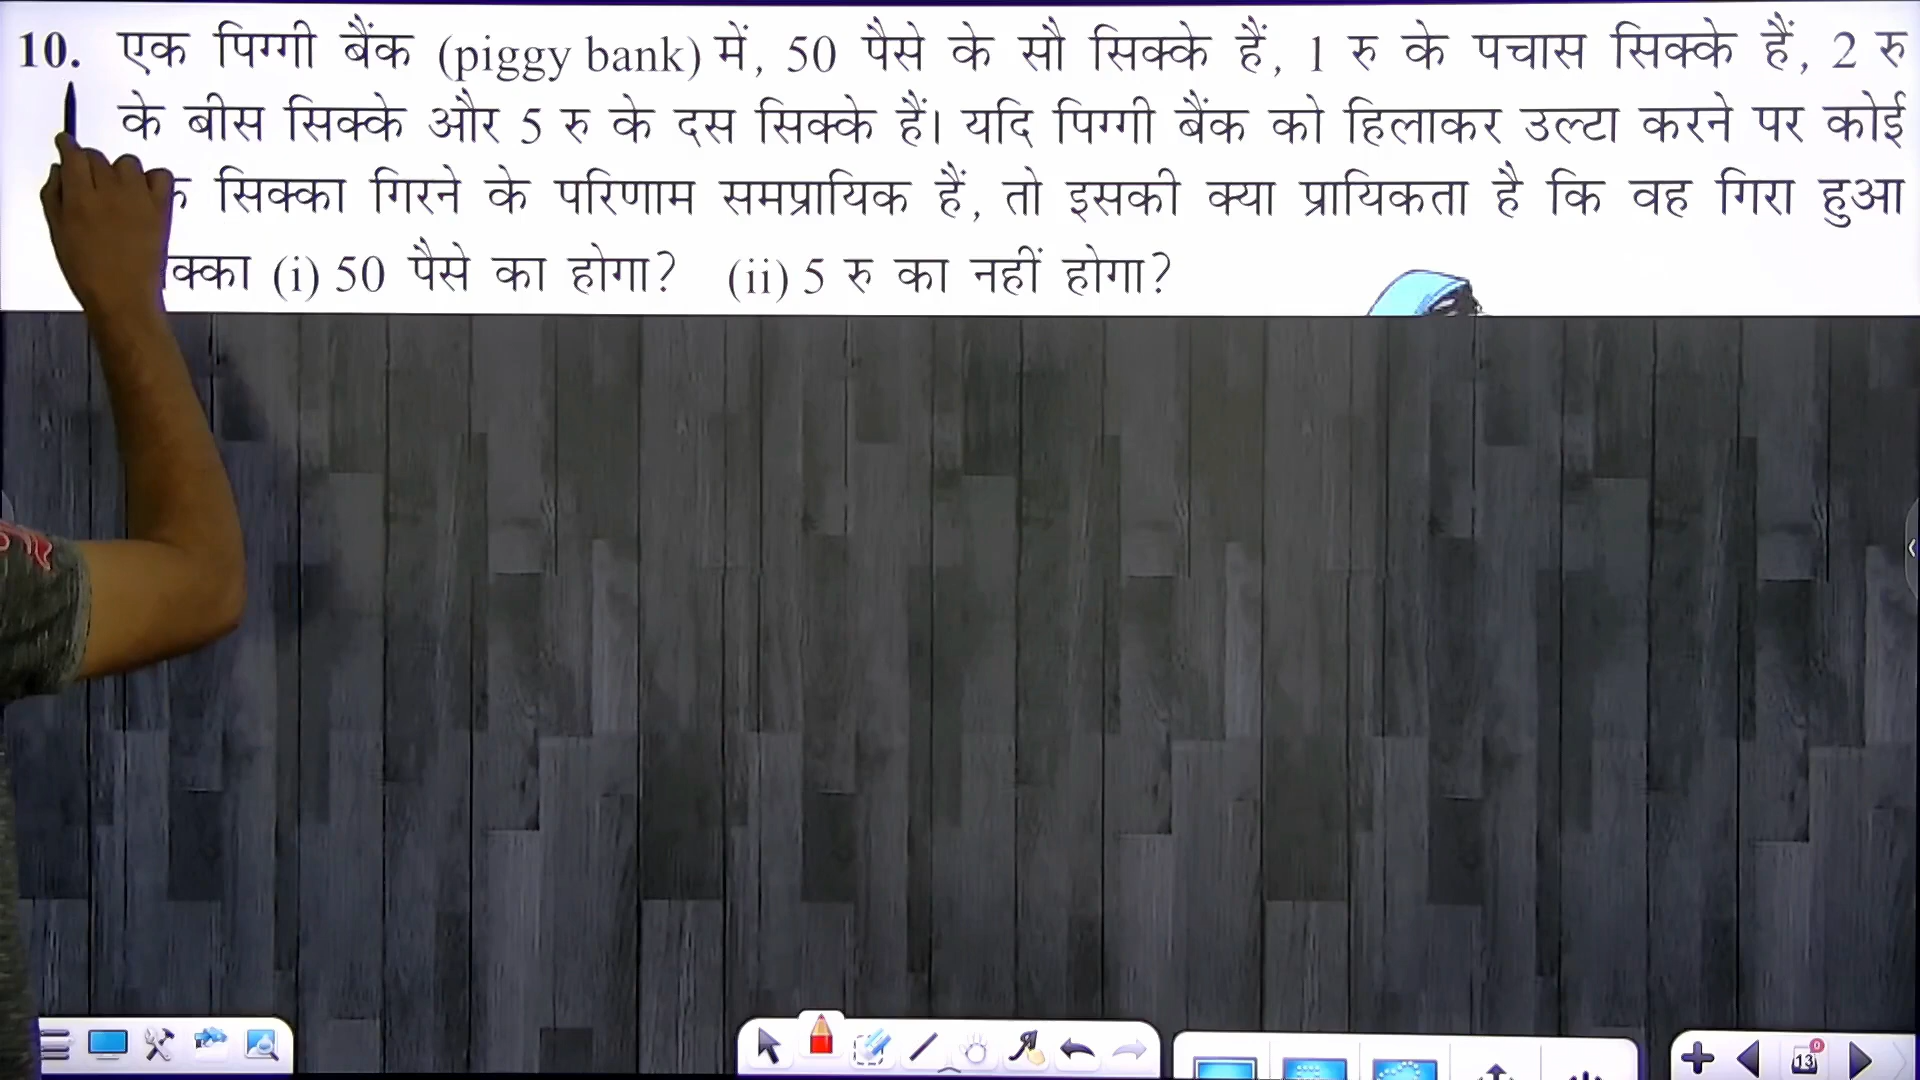 10. एक पिग्गी बैंक (piggy bank) में, 50 पैसे के सौ सिक्के हैं, 1 रु के पचास सिक्के हैं, 2 रु
के बीस सिक्के और 5 रु के दस सिक्के हैं। यदि पिग्गी बैंक को हिलाकर उल्टा करने पर कोई
सिक्का गिरने के परिणाम समप्रायिक हैं, तो इसकी क्या प्रायिकता है कि वह गिरा हुआ
(i) 50 पैसे का होगा? (ii) 5 रु का नहीं होगा?
13